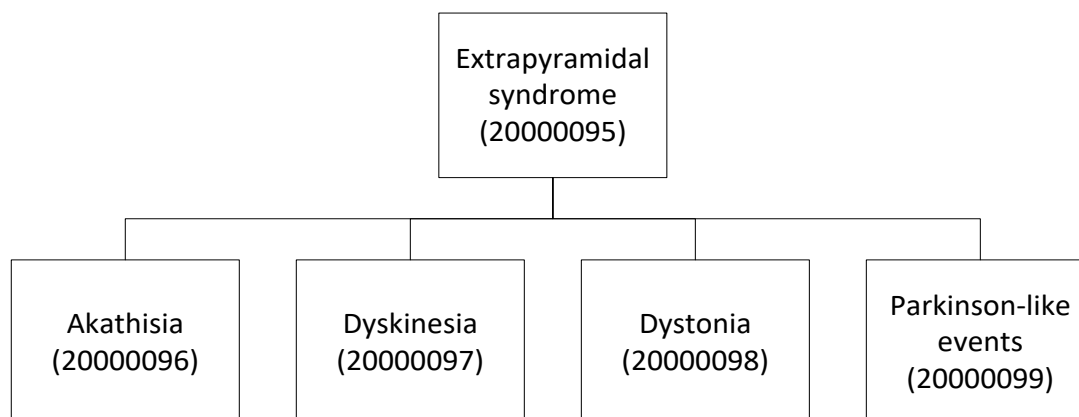 Extrapyramidal
syndrome
(20000095)
Akathisia
(20000096)
Dyskinesia
(20000097)
Dystonia
(20000098)
Parkinson-like
events
(20000099)